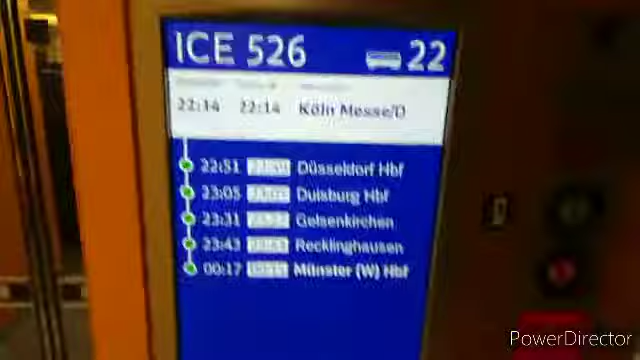 ICE 526 22
22:14 22:14 Köln Messe/D
22:51 Düsseldorf Hbf
23:05 Duisburg Hbf
23:31 Gelsenkirchen
23:43 Recklinghausen
00:17 Münster (W) Hbf
PowerDirector